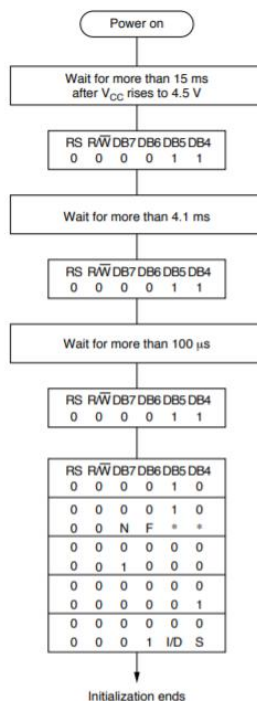 Power on
Wait for more than 15 ms
after VCC rises to 4.5 V
RS R/W̅ DB7 DB6 DB5 DB4
0 0 0 0 1 1
Wait for more than 4.1 ms
RS R/W̅ DB7 DB6 DB5 DB4
0 0 0 0 1 1
Wait for more than 100 µs
RS R/W̅ DB7 DB6 DB5 DB4
0 0 0 0 1 1
RS R/W̅ DB7 DB6 DB5 DB4
0 0 0 0 1 0
0 0 0 0 1 0
0 0 N F * *
0 0 0 0 0 0
0 0 1 0 0 0
0 0 0 0 0 0
0 0 0 0 0 1
0 0 0 0 0 0
0 0 0 1 I/D S
Initialization ends